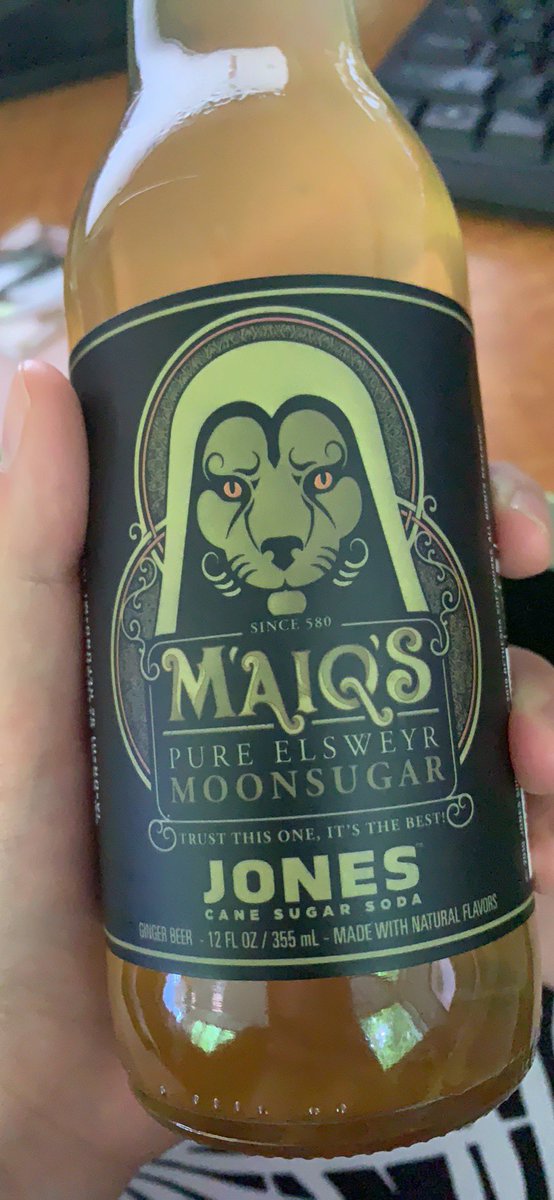 SINCE 580
M'AIQ'S
PURE ELSWEYR
MOONSUGAR
TRUST THIS ONE, IT'S THE BEST!
JONES™
CANE SUGAR SODA
GINGER BEER - 12 FL OZ / 355 mL - MADE WITH NATURAL FLAVORS